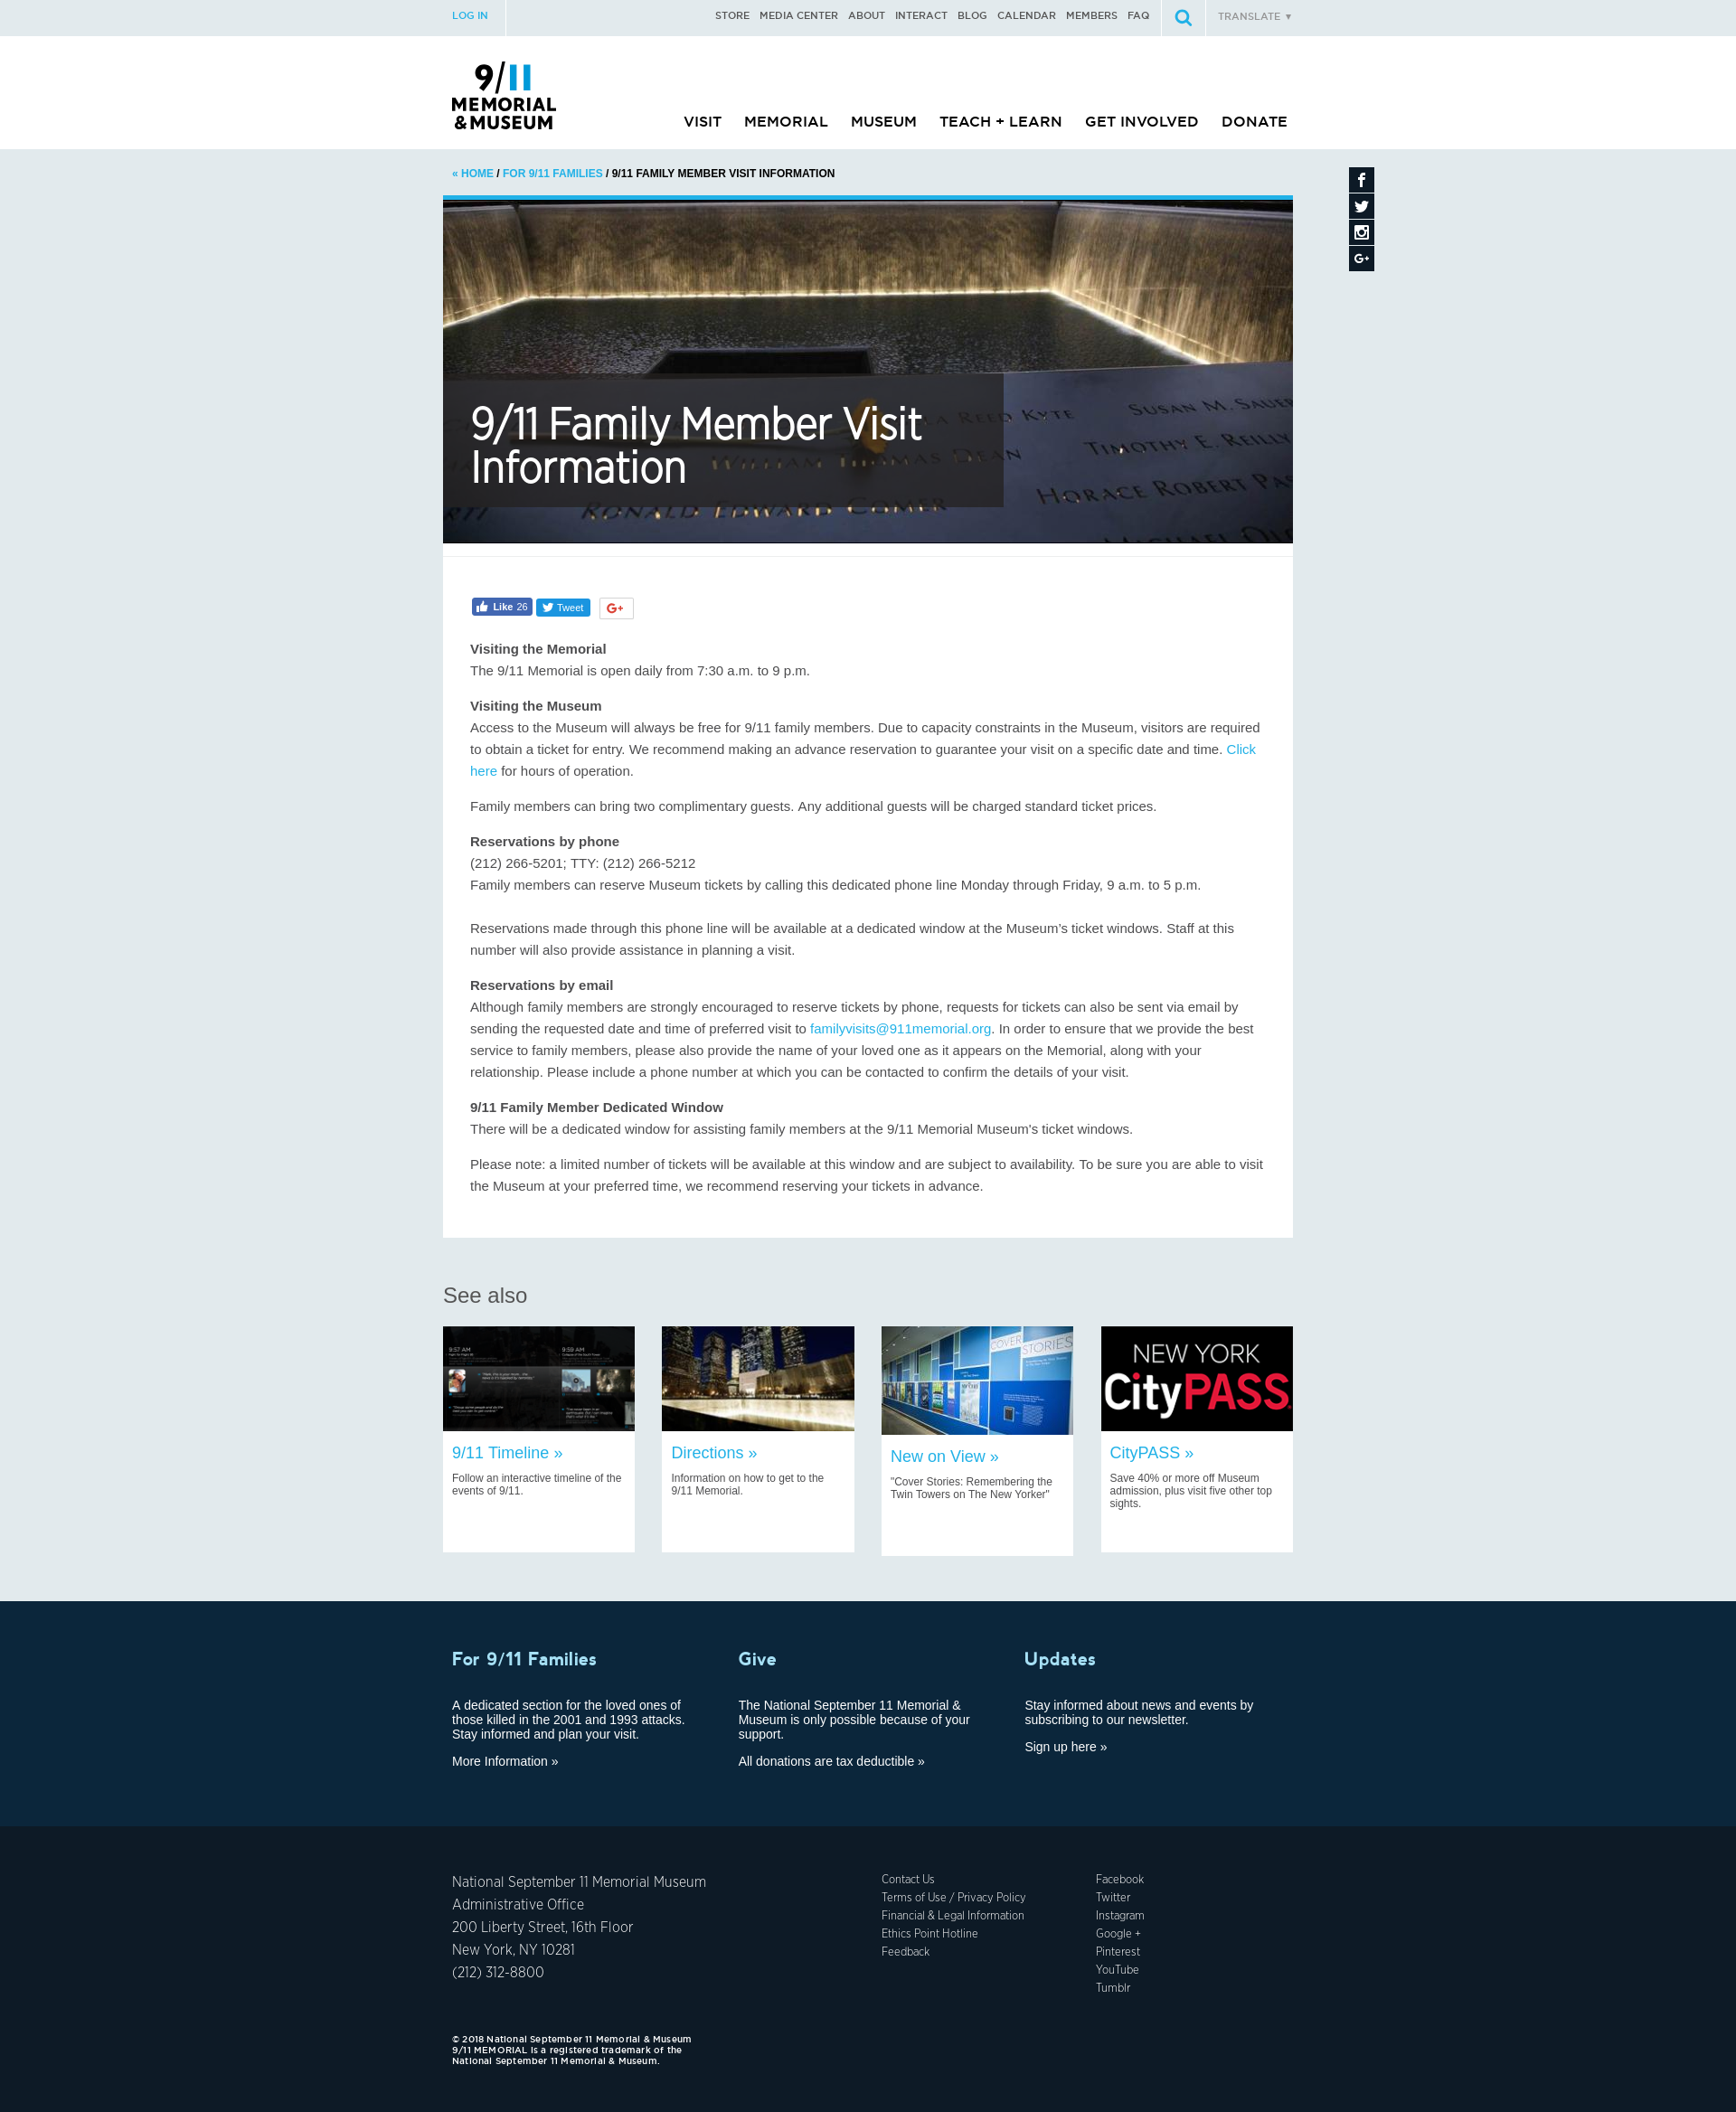 LOG IN
STORE MEDIA CENTER ABOUT INTERACT BLOG CALENDAR MEMBERS FAQ
TRANSLATE ▼
9/11
MEMORIAL
& MUSEUM
VISIT MEMORIAL MUSEUM TEACH + LEARN GET INVOLVED DONATE
« HOME / FOR 9/11 FAMILIES / 9/11 FAMILY MEMBER VISIT INFORMATION
9/11 Family Member Visit
Information
A REED KYTE
SUSAN M. SAUER
TIMOTHY E. REILLY
WILLIAM THOMAS DEAN
HORACE ROBERT PAS
RONALD EDWARD COMER
Like 26
Tweet
G+
Visiting the Memorial
The 9/11 Memorial is open daily from 7:30 a.m. to 9 p.m.
Visiting the Museum
Access to the Museum will always be free for 9/11 family members. Due to capacity constraints in the Museum, visitors are required
to obtain a ticket for entry. We recommend making an advance reservation to guarantee your visit on a specific date and time. Click
here for hours of operation.
Family members can bring two complimentary guests. Any additional guests will be charged standard ticket prices.
Reservations by phone
(212) 266-5201; TTY: (212) 266-5212
Family members can reserve Museum tickets by calling this dedicated phone line Monday through Friday, 9 a.m. to 5 p.m.
Reservations made through this phone line will be available at a dedicated window at the Museum's ticket windows. Staff at this
number will also provide assistance in planning a visit.
Reservations by email
Although family members are strongly encouraged to reserve tickets by phone, requests for tickets can also be sent via email by
sending the requested date and time of preferred visit to familyvisits@911memorial.org. In order to ensure that we provide the best
service to family members, please also provide the name of your loved one as it appears on the Memorial, along with your
relationship. Please include a phone number at which you can be contacted to confirm the details of your visit.
9/11 Family Member Dedicated Window
There will be a dedicated window for assisting family members at the 9/11 Memorial Museum's ticket windows.
Please note: a limited number of tickets will be available at this window and are subject to availability. To be sure you are able to visit
the Museum at your preferred time, we recommend reserving your tickets in advance.
See also
9:57 AM
9:59 AM
COVER STORIES
NEW YORK
CityPASS
9/11 Timeline »
Follow an interactive timeline of the
events of 9/11.
Directions »
Information on how to get to the
9/11 Memorial.
New on View »
"Cover Stories: Remembering the
Twin Towers on The New Yorker"
CityPASS »
Save 40% or more off Museum
admission, plus visit five other top
sights.
For 9/11 Families
A dedicated section for the loved ones of
those killed in the 2001 and 1993 attacks.
Stay informed and plan your visit.
More Information »
Give
The National September 11 Memorial &
Museum is only possible because of your
support.
All donations are tax deductible »
Updates
Stay informed about news and events by
subscribing to our newsletter.
Sign up here »
National September 11 Memorial Museum
Administrative Office
200 Liberty Street, 16th Floor
New York, NY 10281
(212) 312-8800
Contact Us
Terms of Use / Privacy Policy
Financial & Legal Information
Ethics Point Hotline
Feedback
Facebook
Twitter
Instagram
Google +
Pinterest
YouTube
Tumblr
© 2018 National September 11 Memorial & Museum
9/11 MEMORIAL is a registered trademark of the
National September 11 Memorial & Museum.